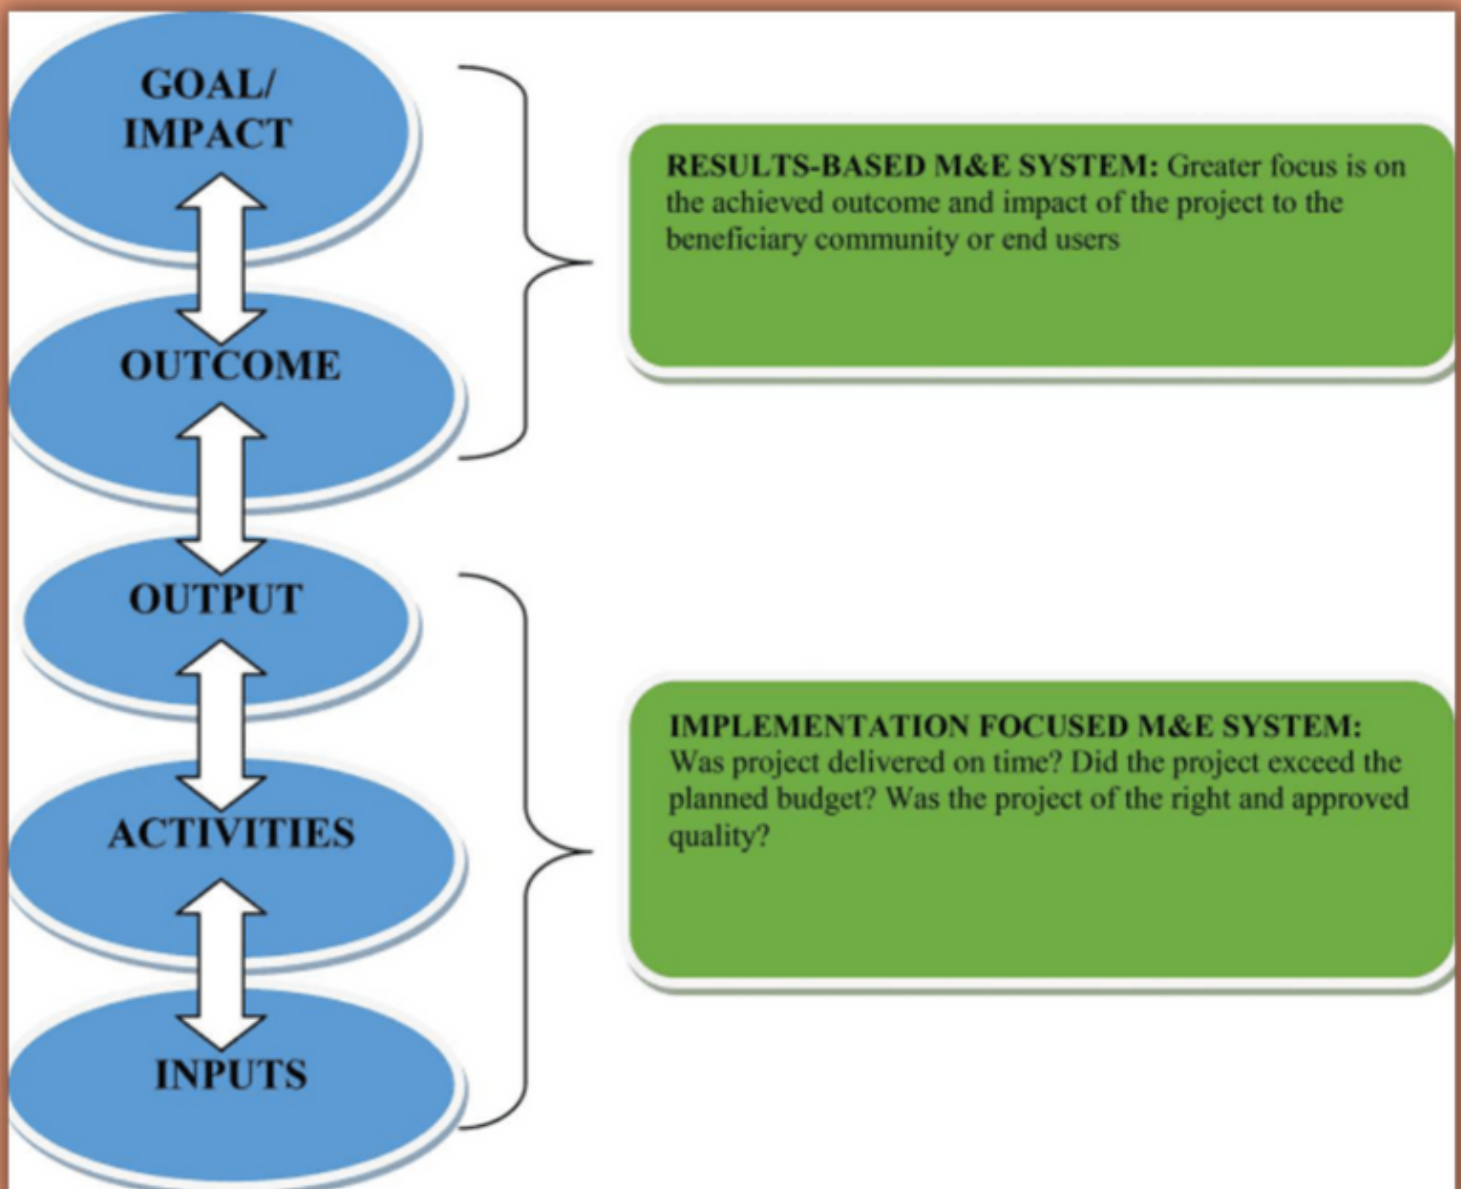 GOAL/
IMPACT
OUTCOME
OUTPUT
ACTIVITIES
INPUTS
RESULTS-BASED M&E SYSTEM: Greater focus is on
the achieved outcome and impact of the project to the
beneficiary community or end users
IMPLEMENTATION FOCUSED M&E SYSTEM:
Was project delivered on time? Did the project exceed the
planned budget? Was the project of the right and approved
quality?